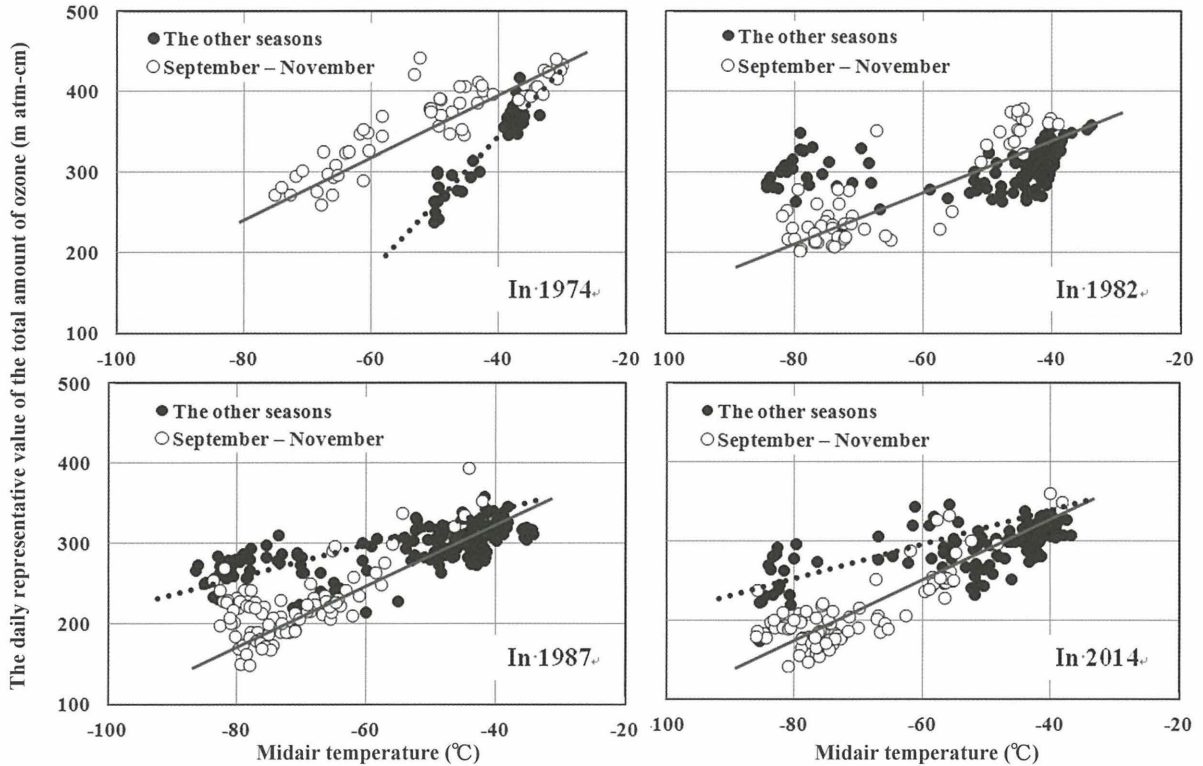 The daily representative value of the total amount of ozone (m atm-cm)
500
400
300
200
100
The other seasons
September – November
In 1974
-100
-80
-60
-40
-20
The other seasons
September – November
In 1982
-100
-80
-60
-40
-20
500
400
300
200
100
The other seasons
September – November
In 1987
-100
-80
-60
-40
-20
Midair temperature (℃)
The other seasons
September – November
In 2014
-100
-80
-60
-40
-20
Midair temperature (℃)